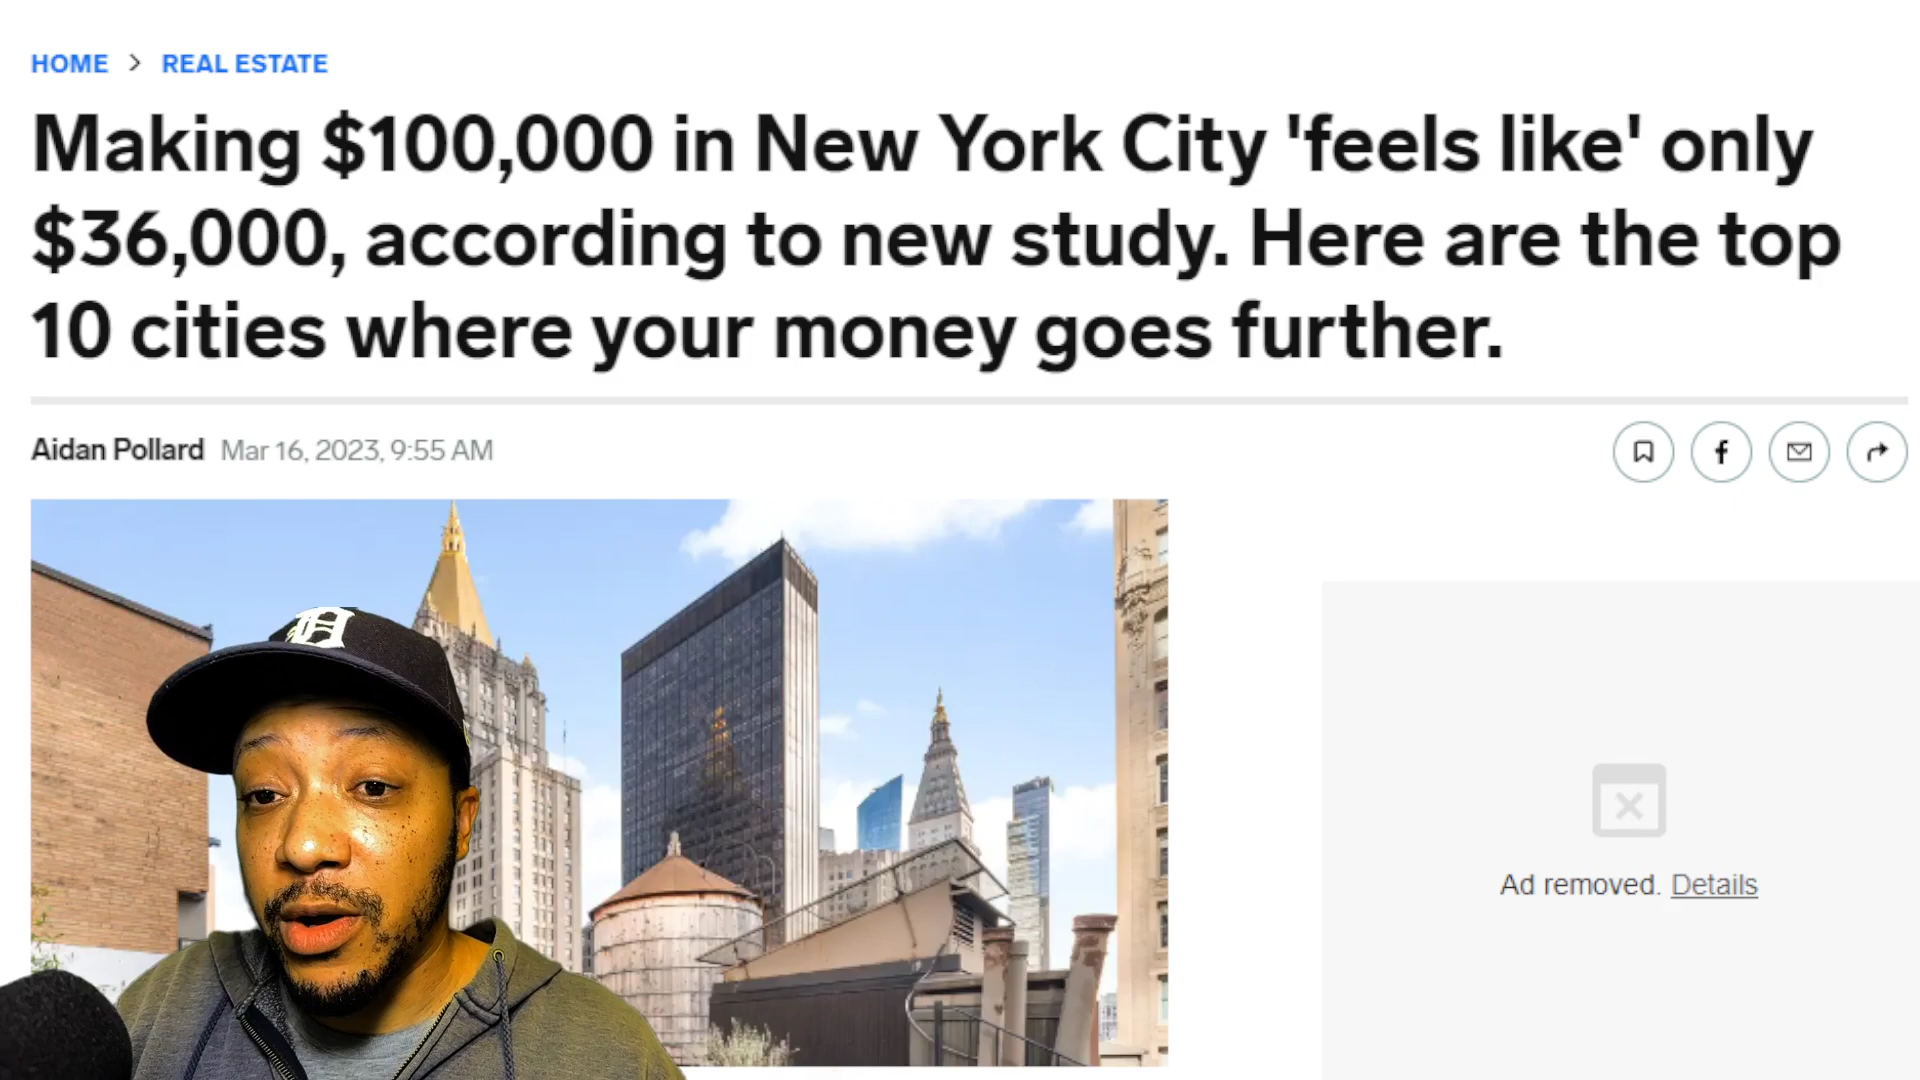 HOME > REAL ESTATE
Making $100,000 in New York City 'feels like' only
$36,000, according to new study. Here are the top
10 cities where your money goes further.
Aidan Pollard Mar 16, 2023, 9:55 AM
D
Ad removed. Details